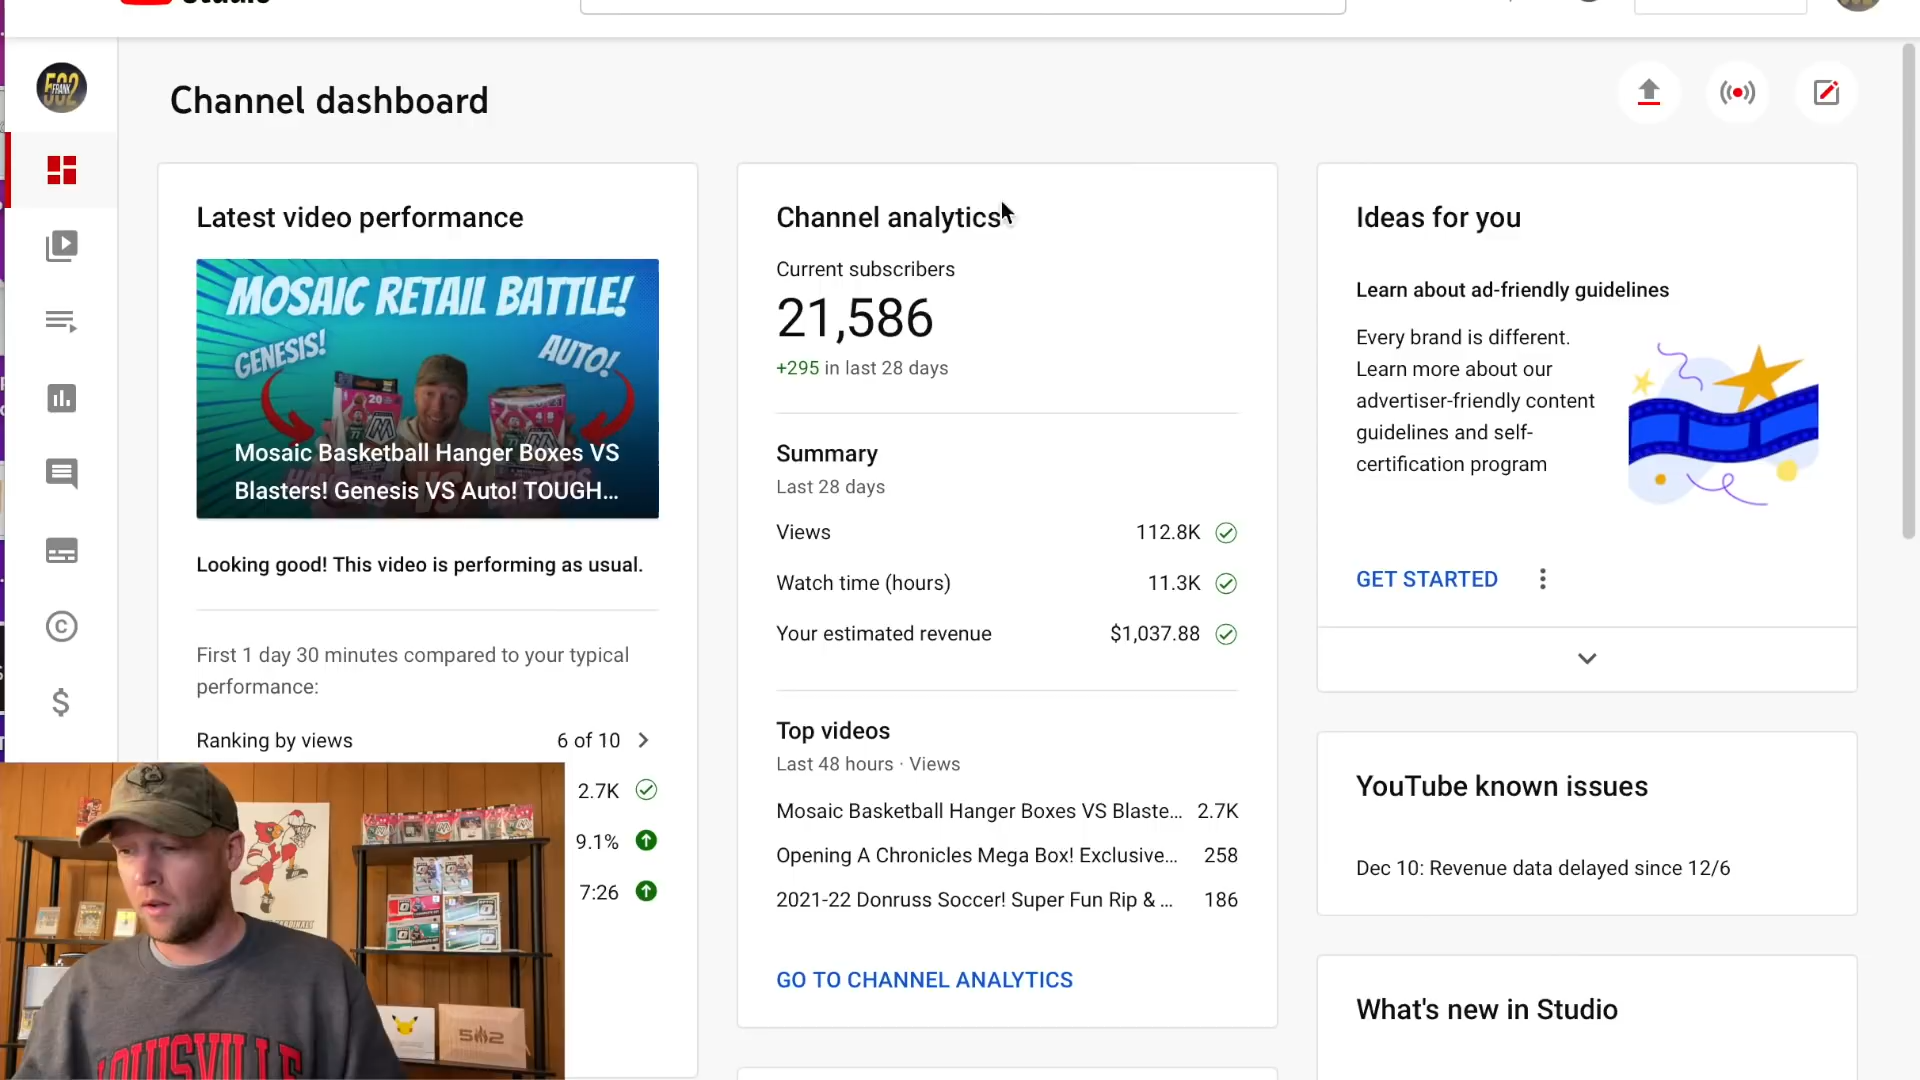 502
FRANK
Channel dashboard
Latest video performance
MOSAIC RETAIL BATTLE!
GENESIS!
AUTO!
20
Mosaic Basketball Hanger Boxes VS
Blasters! Genesis VS Auto! TOUGH...
Looking good! This video is performing as usual.
First 1 day 30 minutes compared to your typical
performance:
Ranking by views 6 of 10
2.7K
9.1%
7:26
Channel analytics
Current subscribers
21,586
+295 in last 28 days
Summary
Last 28 days
Views 112.8K
Watch time (hours) 11.3K
Your estimated revenue $1,037.88
Top videos
Last 48 hours · Views
Mosaic Basketball Hanger Boxes VS Blaste... 2.7K
Opening A Chronicles Mega Box! Exclusive... 258
2021-22 Donruss Soccer! Super Fun Rip & ... 186
GO TO CHANNEL ANALYTICS
Ideas for you
Learn about ad-friendly guidelines
Every brand is different.
Learn more about our
advertiser-friendly content
guidelines and self-
certification program
GET STARTED
YouTube known issues
Dec 10: Revenue data delayed since 12/6
What's new in Studio
LOUISVILLE
502